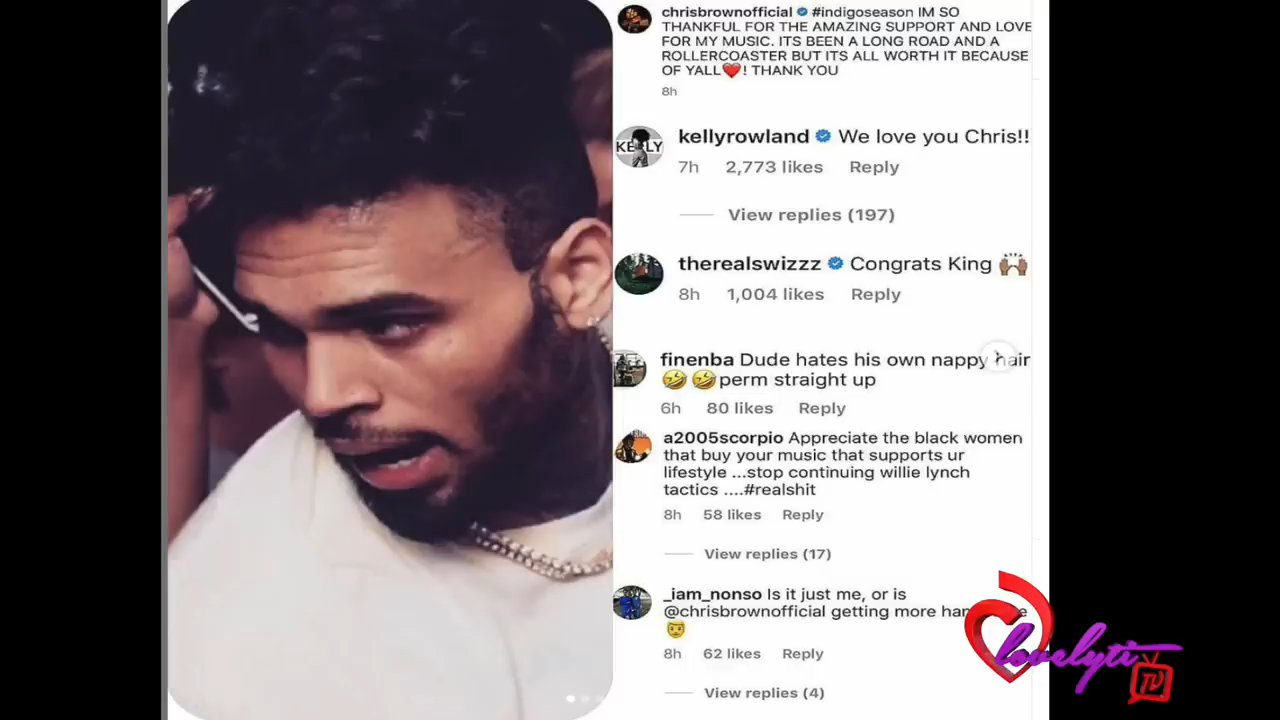 chrisbrownofficial #indigoseason IM SO
THANKFUL FOR THE AMAZING SUPPORT AND LOVE
FOR MY MUSIC. ITS BEEN A LONG ROAD AND A
ROLLERCOASTER BUT ITS ALL WORTH IT BECAUSE
OF YALL❤️! THANK YOU
8h
KELLY
kellyrowland We love you Chris!!
7h 2,773 likes Reply
View replies (197)
therealswizzz Congrats King 🙌🏽
8h 1,004 likes Reply
finenba Dude hates his own nappy hair
🤣🤣perm straight up
6h 80 likes Reply
a2005scorpio Appreciate the black women
that buy your music that supports ur
lifestyle ...stop continuing willie lynch
tactics ....#realshit
8h 58 likes Reply
View replies (17)
_iam_nonso Is it just me, or is
@chrisbrownofficial getting more
8h 62 likes Reply
View replies (4)
lovelyti
TV